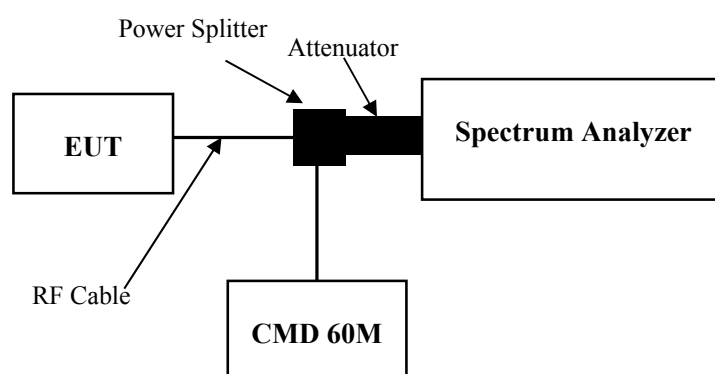 Power Splitter
Attenuator
EUT
Spectrum Analyzer
RF Cable
CMD 60M